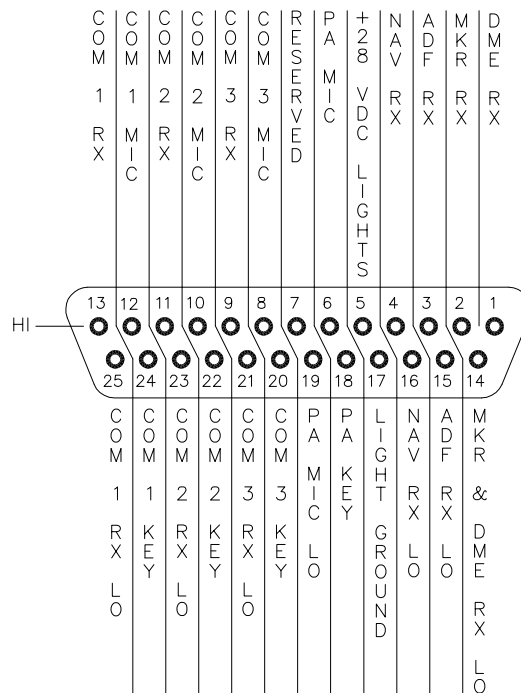 COM 1 RX
COM 1 MIC
COM 2 RX
COM 2 MIC
COM 3 RX
COM 3 MIC
RESERVED
PA MIC
+28 VDC LIGHTS
NAV RX
ADF RX
MKR RX
DME RX
13 12 11 10 9 8 7 6 5 4 3 2 1
HI
25 24 23 22 21 20 19 18 17 16 15 14
COM 1 RX LO
COM 1 KEY
COM 2 RX LO
COM 2 KEY
COM 3 RX LO
COM 3 KEY
PA MIC LO
PA KEY
LIGHT GROUND
NAV RX LO
ADF RX LO
MKR & DME RX LO